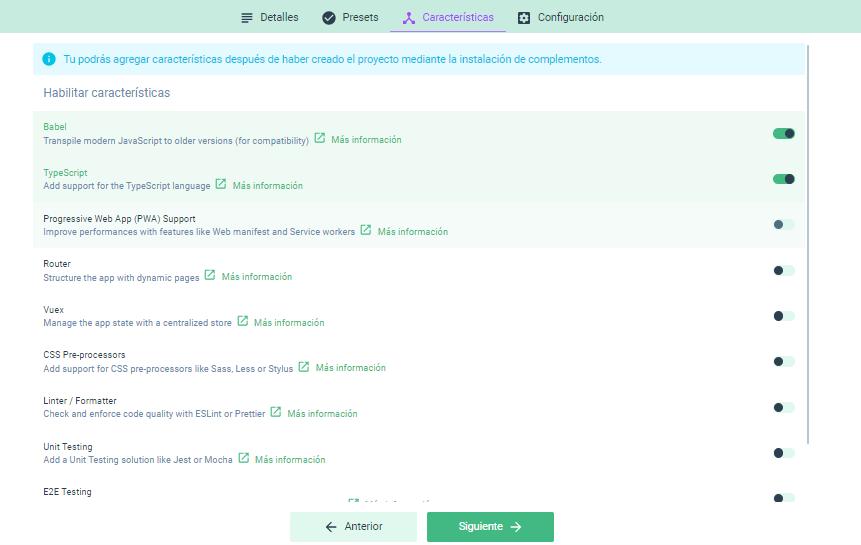 Detalles
Presets
Características
Configuración
Tu podrás agregar características después de haber creado el proyecto mediante la instalación de complementos.
Habilitar características
Babel
Transpile modern JavaScript to older versions (for compatibility) Más información
TypeScript
Add support for the TypeScript language Más información
Progressive Web App (PWA) Support
Improve performances with features like Web manifest and Service workers Más información
Router
Structure the app with dynamic pages Más información
Vuex
Manage the app state with a centralized store Más información
CSS Pre-processors
Add support for CSS pre-processors like Sass, Less or Stylus Más información
Linter / Formatter
Check and enforce code quality with ESLint or Prettier Más información
Unit Testing
Add a Unit Testing solution like Jest or Mocha Más información
E2E Testing
Anterior
Siguiente